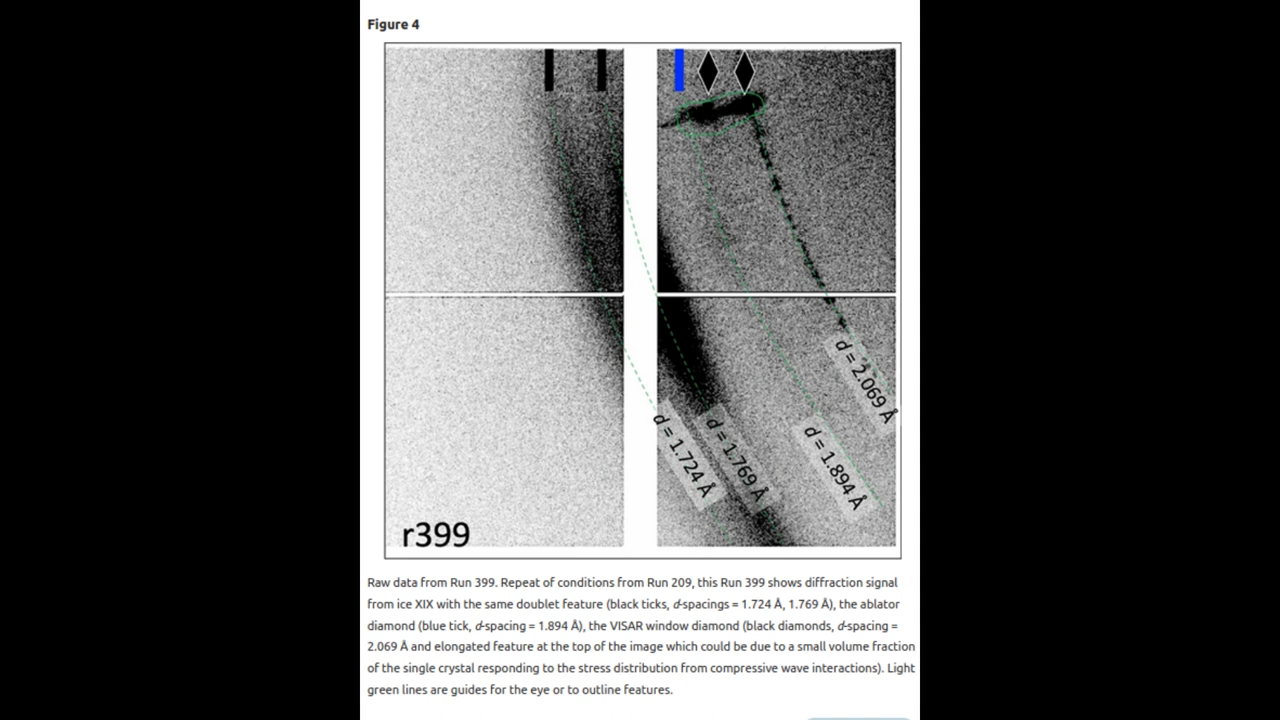 Figure 4
d = 2.069 Å
d = 1.724 Å
d = 1.769 Å
d = 1.894 Å
r399
Raw data from Run 399. Repeat of conditions from Run 209, this Run 399 shows diffraction signal
from ice XIX with the same doublet feature (black ticks, d-spacings = 1.724 Å, 1.769 Å), the ablator
diamond (blue tick, d-spacing = 1.894 Å), the VISAR window diamond (black diamonds, d-spacing =
2.069 Å and elongated feature at the top of the image which could be due to a small volume fraction
of the single crystal responding to the stress distribution from compressive wave interactions). Light
green lines are guides for the eye or to outline features.